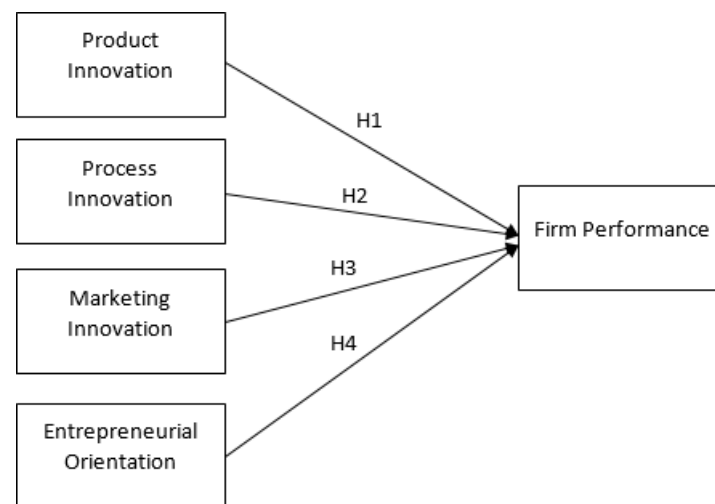 Product
Innovation
H1
Process
Innovation
H2
Firm Performance
Marketing
Innovation
H3
H4
Entrepreneurial
Orientation